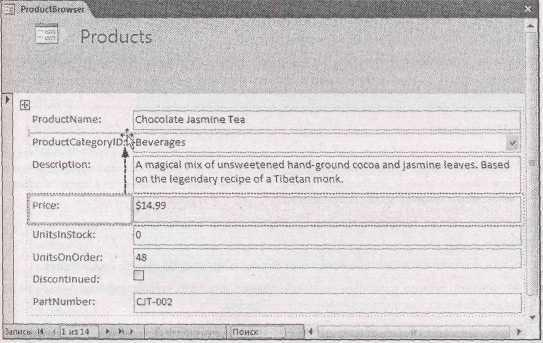 ProductBrowser
Products
ProductName: Chocolate Jasmine Tea
ProductCategoryID: Beverages
Description: A magical mix of unsweetened hand-ground cocoa and jasmine leaves. Based
on the legendary recipe of a Tibetan monk.
Price: $14.99
UnitsInStock: 0
UnitsOnOrder: 48
Discontinued:
PartNumber: CJT-002
Запись: 1 из 14 Поиск